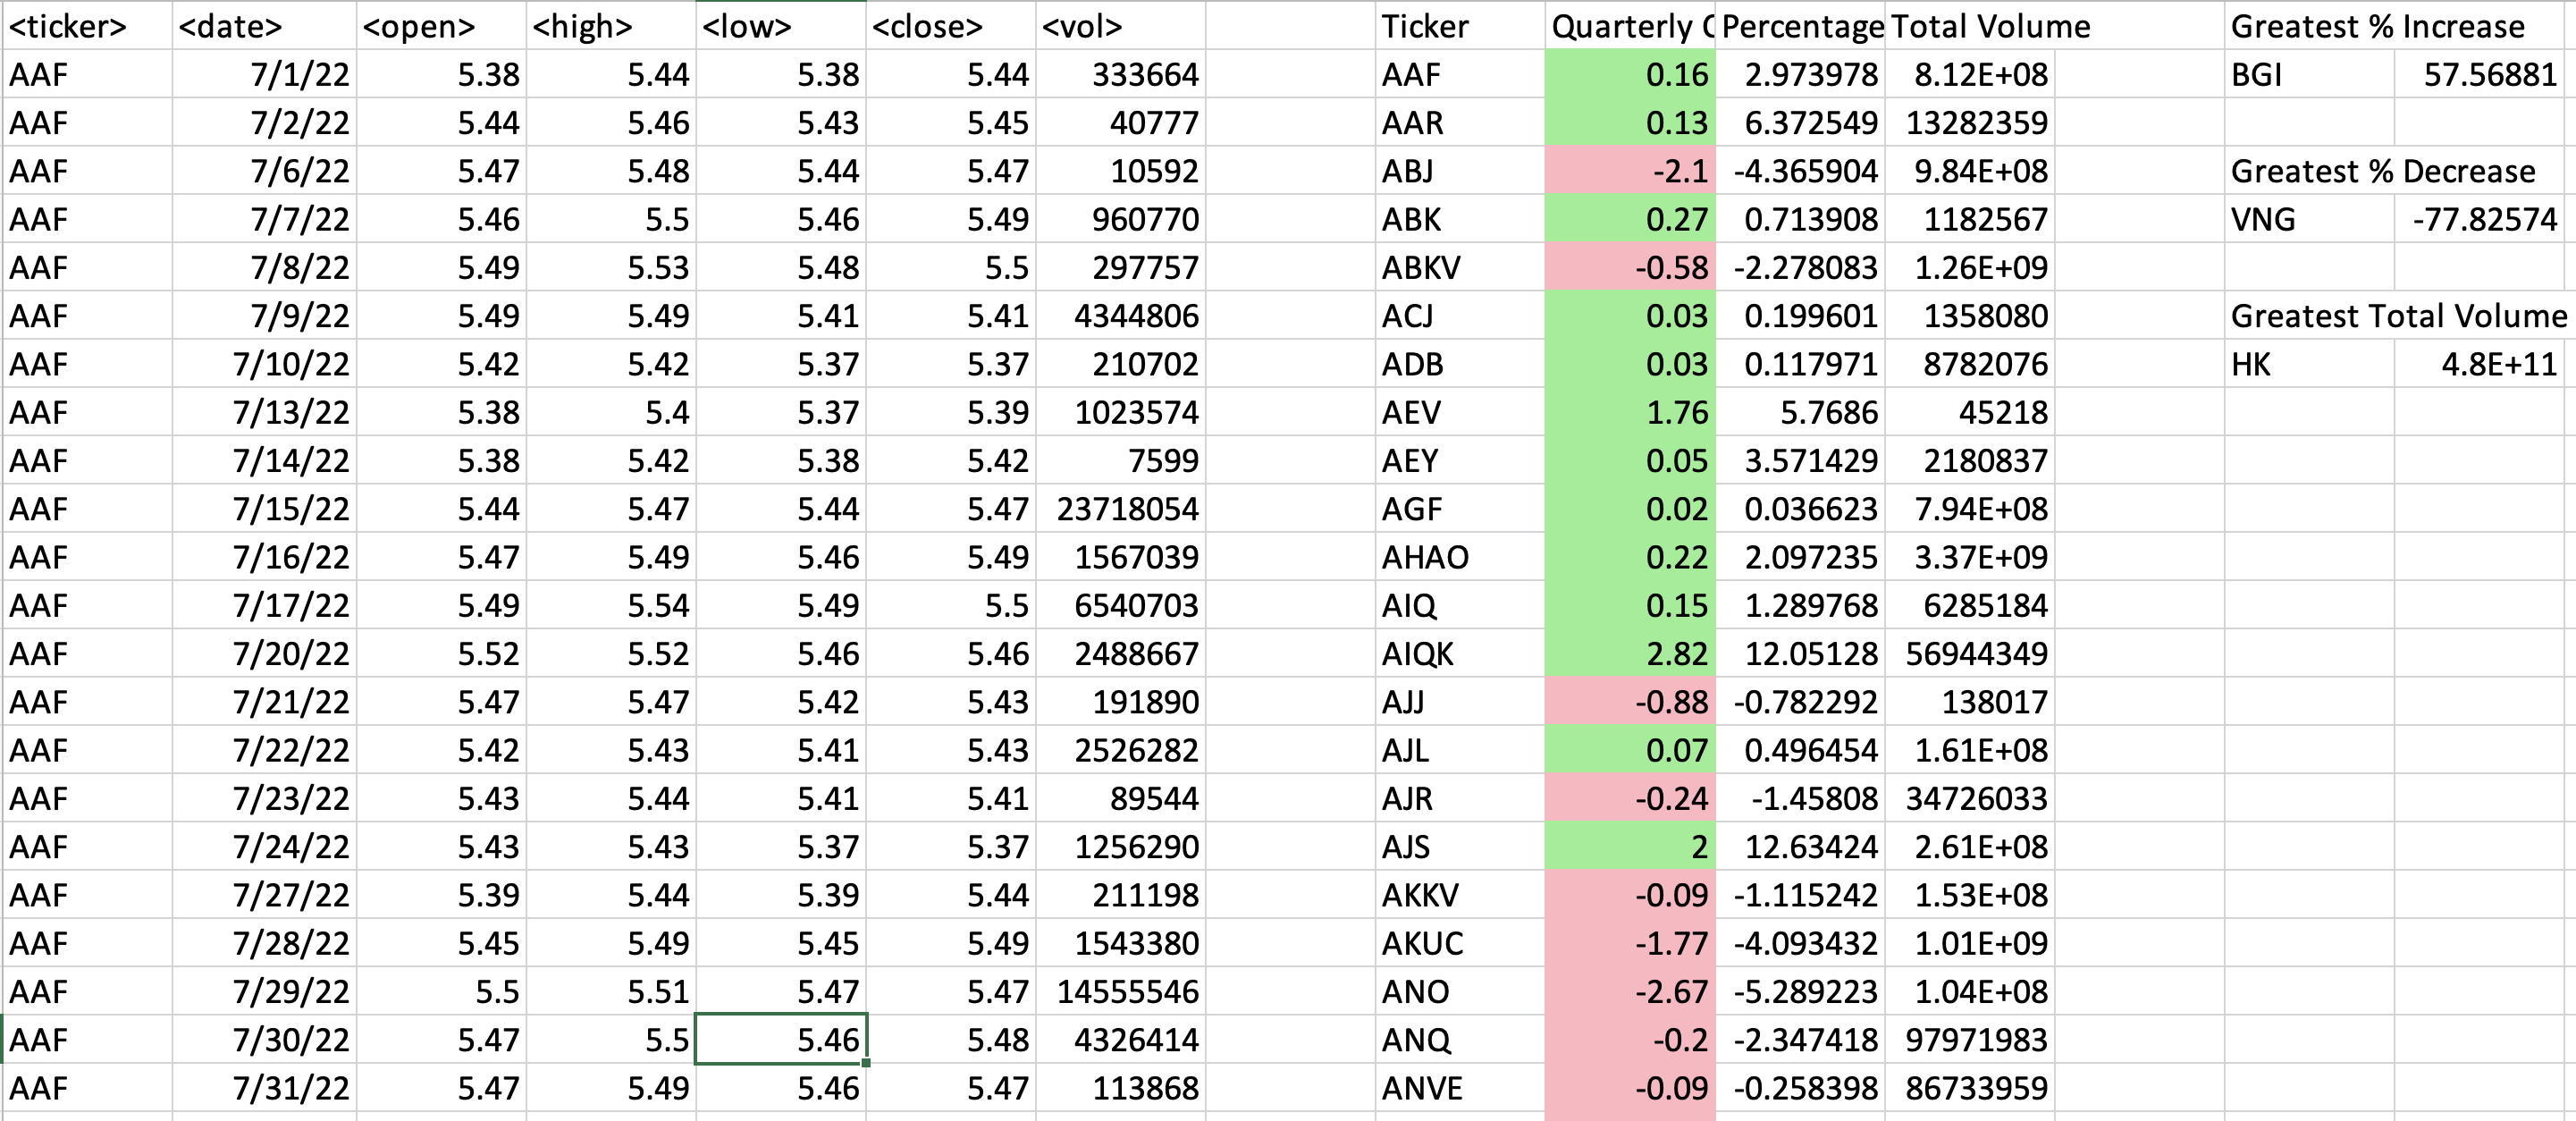 <ticker> <date> <open> <high> <low> <close> <vol> Ticker Quarterly C Percentage Total Volume Greatest % Increase
AAF 7/1/22 5.38 5.44 5.38 5.44 333664 AAF 0.16 2.973978 8.12E+08 BGI 57.56881
AAF 7/2/22 5.44 5.46 5.43 5.45 40777 AAR 0.13 6.372549 13282359
AAF 7/6/22 5.47 5.48 5.44 5.47 10592 ABJ -2.1 -4.365904 9.84E+08 Greatest % Decrease
AAF 7/7/22 5.46 5.5 5.46 5.49 960770 ABK 0.27 0.713908 1182567 VNG -77.82574
AAF 7/8/22 5.49 5.53 5.48 5.5 297757 ABKV -0.58 -2.278083 1.26E+09
AAF 7/9/22 5.49 5.49 5.41 5.41 4344806 ACJ 0.03 0.199601 1358080 Greatest Total Volume
AAF 7/10/22 5.42 5.42 5.37 5.37 210702 ADB 0.03 0.117971 8782076 HK 4.8E+11
AAF 7/13/22 5.38 5.4 5.37 5.39 1023574 AEV 1.76 5.7686 45218
AAF 7/14/22 5.38 5.42 5.38 5.42 7599 AEY 0.05 3.571429 2180837
AAF 7/15/22 5.44 5.47 5.44 5.47 23718054 AGF 0.02 0.036623 7.94E+08
AAF 7/16/22 5.47 5.49 5.46 5.49 1567039 AHAO 0.22 2.097235 3.37E+09
AAF 7/17/22 5.49 5.54 5.49 5.5 6540703 AIQ 0.15 1.289768 6285184
AAF 7/20/22 5.52 5.52 5.46 5.46 2488667 AIQK 2.82 12.05128 56944349
AAF 7/21/22 5.47 5.47 5.42 5.43 191890 AJJ -0.88 -0.782292 138017
AAF 7/22/22 5.42 5.43 5.41 5.43 2526282 AJL 0.07 0.496454 1.61E+08
AAF 7/23/22 5.43 5.44 5.41 5.41 89544 AJR -0.24 -1.45808 34726033
AAF 7/24/22 5.43 5.43 5.37 5.37 1256290 AJS 2 12.63424 2.61E+08
AAF 7/27/22 5.39 5.44 5.39 5.44 211198 AKKV -0.09 -1.115242 1.53E+08
AAF 7/28/22 5.45 5.49 5.45 5.49 1543380 AKUC -1.77 -4.093432 1.01E+09
AAF 7/29/22 5.5 5.51 5.47 5.47 14555546 ANO -2.67 -5.289223 1.04E+08
AAF 7/30/22 5.47 5.5 5.46 5.48 4326414 ANQ -0.2 -2.347418 97971983
AAF 7/31/22 5.47 5.49 5.46 5.47 113868 ANVE -0.09 -0.258398 86733959